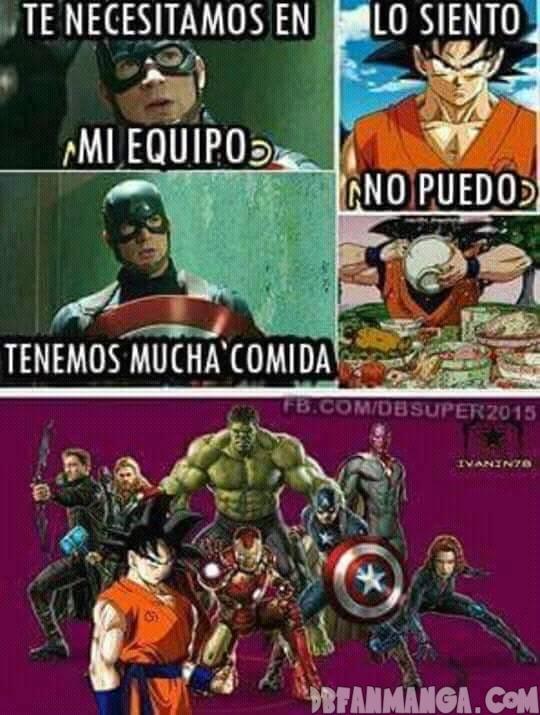 TE NECESITAMOS EN
MI EQUIPO
LO SIENTO
NO PUEDO
TENEMOS MUCHA COMIDA
FB.COM/DBSUPER2015
IVANIN78
DBFANMANGA.COM